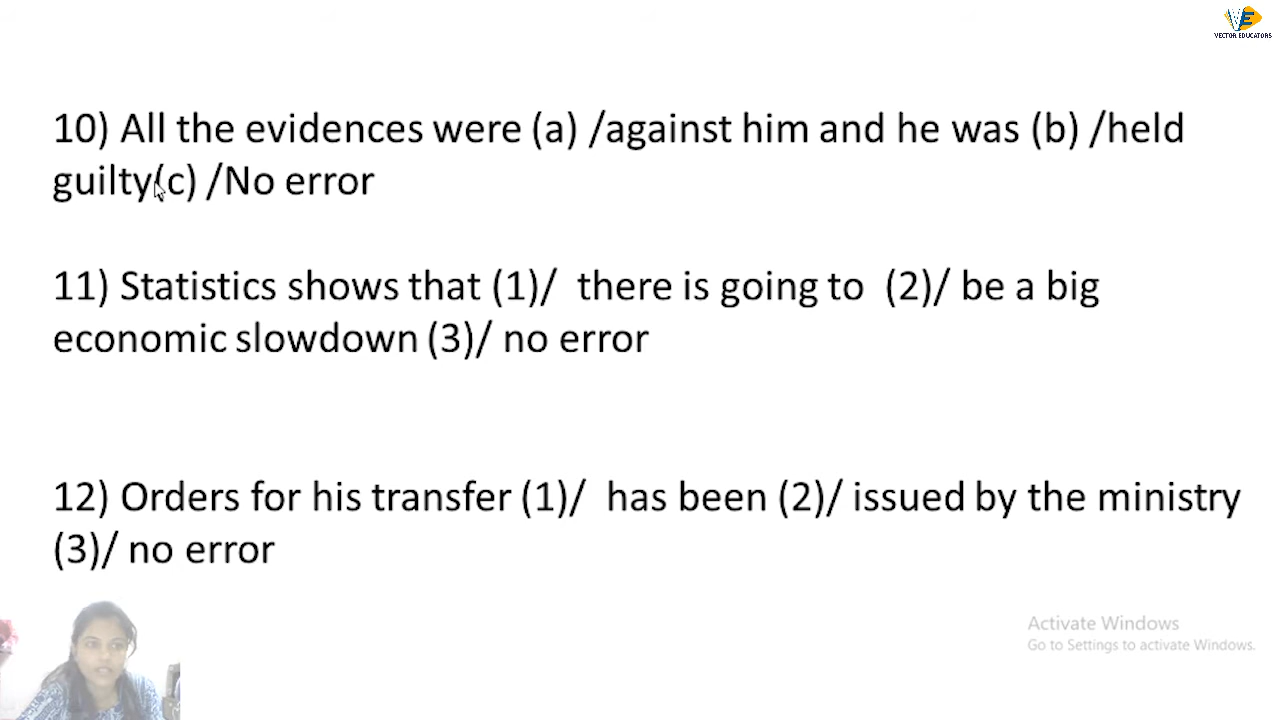 VE
VECTOR EDUCATORS
10) All the evidences were (a) /against him and he was (b) /held
guilty(c) /No error
11) Statistics shows that (1)/ there is going to (2)/ be a big
economic slowdown (3)/ no error
12) Orders for his transfer (1)/ has been (2)/ issued by the ministry
(3)/ no error
Activate Windows
Go to Settings to activate Windows.